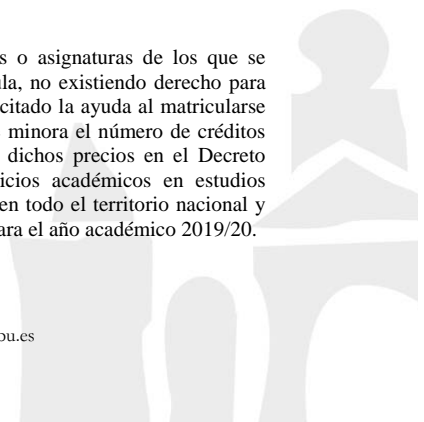 s o asignaturas de los que se
ula, no existiendo derecho para
citado la ayuda al matricularse
minora el número de créditos
dichos precios en el Decreto
icios académicos en estudios
en todo el territorio nacional y
ara el año académico 2019/20.
bu.es